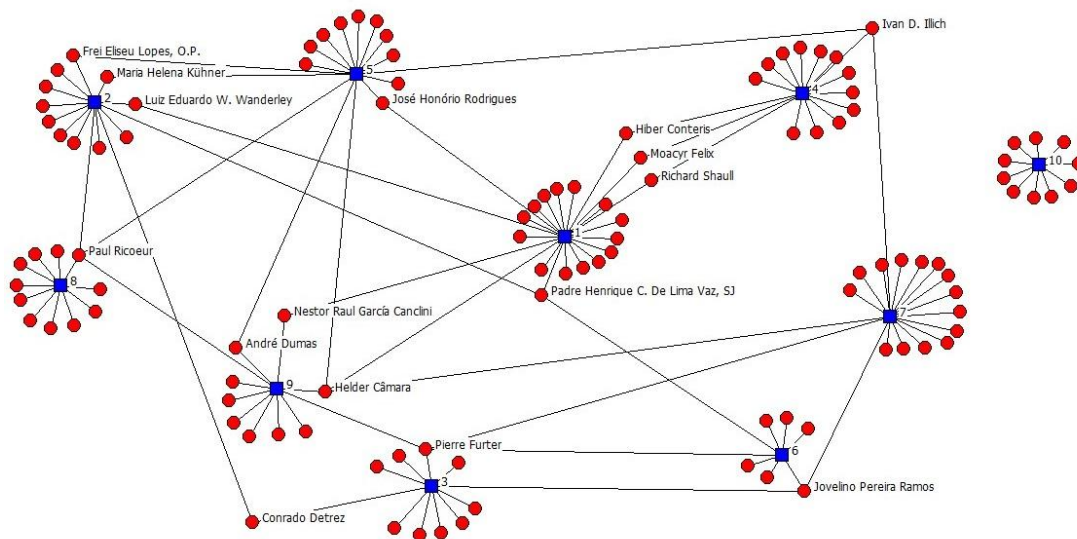 Ivan D. Illich
Frei Eliseu Lopes, O.P.
5
Maria Helena Kühner
4
2
Luiz Eduardo W. Wanderley
José Honório Rodrigues
Hiber Conteris
Moacyr Felix
10
Richard Shaull
1
Paul Ricoeur
8
Padre Henrique C. De Lima Vaz, SJ
Nestor Raul García Canclini
7
André Dumas
9
Helder Câmara
Pierre Furter
6
3
Jovelino Pereira Ramos
Conrado Detrez